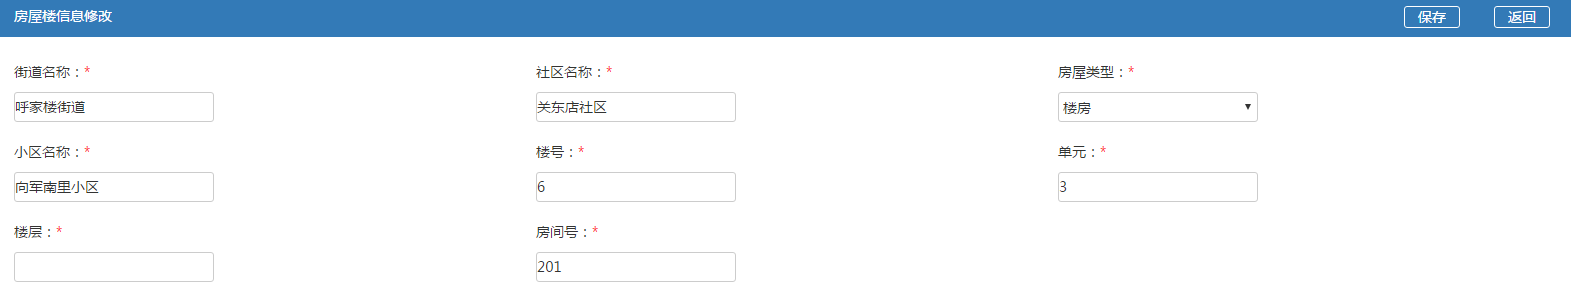 房屋楼信息修改 保存 返回
街道名称：* 社区名称：* 房屋类型：*
呼家楼街道 关东店社区 楼房
小区名称：* 楼号：* 单元：*
向军南里小区 6 3
楼层：* 房间号：*
201